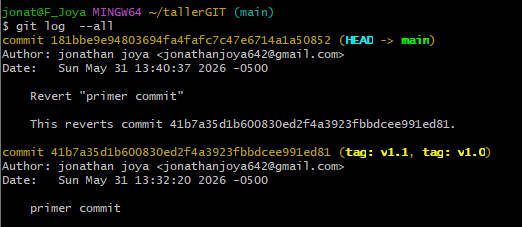 jonat@F_Joya MINGW64 ~/tallerGIT (main)
$ git log --all
commit 181bbe9e94803694fa4fafc7c47e6714a1a50852 (HEAD -> main)
Author: jonathan joya <jonathanjoya642@gmail.com>
Date:   Sun May 31 13:40:37 2026 -0500
Revert "primer commit"
This reverts commit 41b7a35d1b600830ed2f4a3923fbbdcee991ed81.
commit 41b7a35d1b600830ed2f4a3923fbbdcee991ed81 (tag: v1.1, tag: v1.0)
Author: jonathan joya <jonathanjoya642@gmail.com>
Date:   Sun May 31 13:32:20 2026 -0500
primer commit